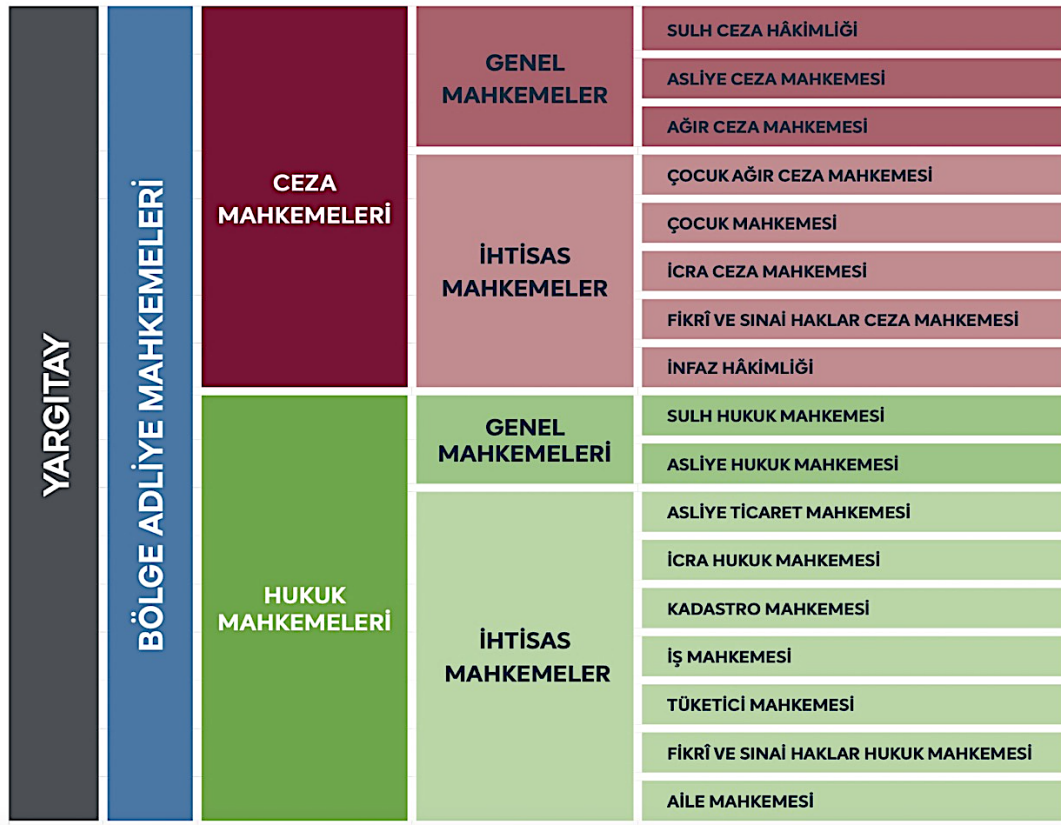 YARGITAY
BÖLGE ADLİYE MAHKEMELERİ
CEZA
MAHKEMELERİ
GENEL
MAHKEMELER
SULH CEZA HÂKİMLİĞİ
ASLİYE CEZA MAHKEMESİ
AĞIR CEZA MAHKEMESİ
İHTİSAS
MAHKEMELER
ÇOCUK AĞIR CEZA MAHKEMESİ
ÇOCUK MAHKEMESİ
İCRA CEZA MAHKEMESİ
FİKRÎ VE SINAİ HAKLAR CEZA MAHKEMESİ
İNFAZ HÂKİMLİĞİ
HUKUK
MAHKEMELERİ
GENEL
MAHKEMELERİ
SULH HUKUK MAHKEMESİ
ASLİYE HUKUK MAHKEMESİ
İHTİSAS
MAHKEMELER
ASLİYE TİCARET MAHKEMESİ
İCRA HUKUK MAHKEMESİ
KADASTRO MAHKEMESİ
İŞ MAHKEMESİ
TÜKETİCİ MAHKEMESİ
FİKRÎ VE SINAİ HAKLAR HUKUK MAHKEMESİ
AİLE MAHKEMESİ